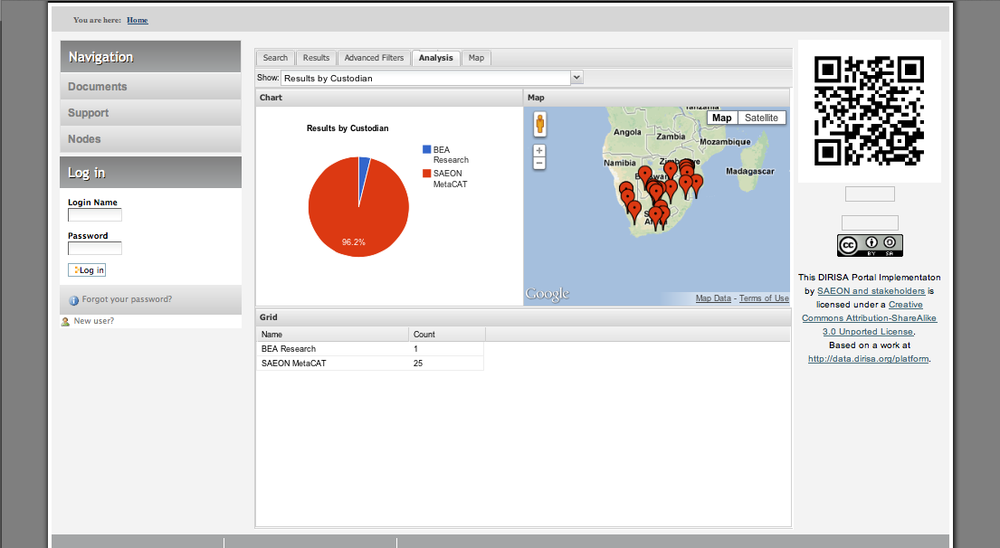 You are here: Home
Navigation
Documents
Support
Nodes
Log in
Login Name
Password
Log in
Forgot your password?
New user?
Search Results Advanced Filters Analysis Map
Show: Results by Custodian
Chart
Results by Custodian
BEA
Research
SAEON
MetaCAT
96.2%
Map
Map Satellite
Tanzania
Angola
Zambia
Mozambique
Namibia
Madagascar
Google
Map Data - Terms of Use
Grid
Name Count
BEA Research 1
SAEON MetaCAT 25
CC BY SA
This DIRISA Portal Implementaton
by SAEON and stakeholders is
licensed under a Creative
Commons Attribution-ShareAlike
3.0 Unported License.
Based on a work at
http://data.dirisa.org/platform.